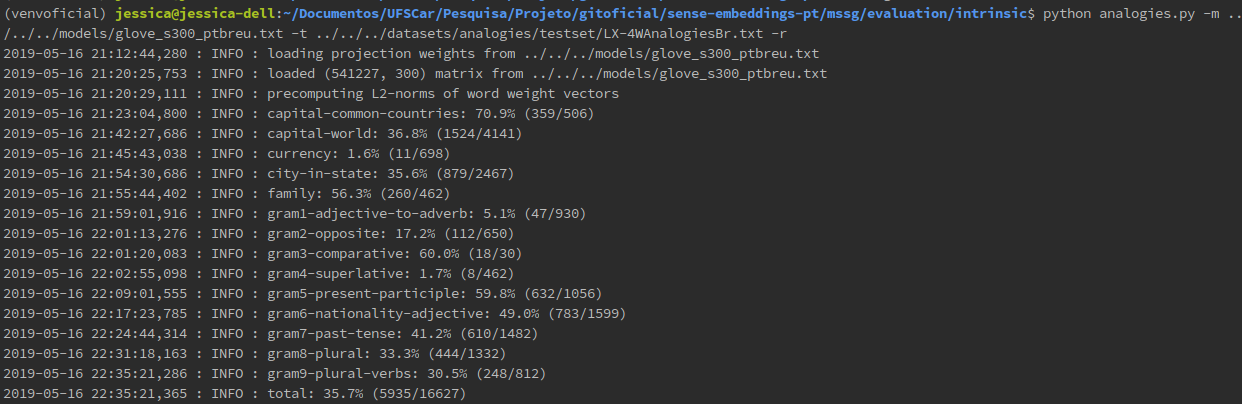 (venvoficial) jessica@jessica-dell:~/Documentos/UFSCar/Pesquisa/Projeto/gitoficial/sense-embeddings-pt/mssg/evaluation/intrinsic$ python analogies.py -m ..
/../../models/glove_s300_ptbreu.txt -t ../../../datasets/analogies/testset/LX-4WAnalogiesBr.txt -r
2019-05-16 21:12:44,280 : INFO : loading projection weights from ../../../models/glove_s300_ptbreu.txt
2019-05-16 21:20:25,753 : INFO : loaded (541227, 300) matrix from ../../../models/glove_s300_ptbreu.txt
2019-05-16 21:20:29,111 : INFO : precomputing L2-norms of word weight vectors
2019-05-16 21:23:04,800 : INFO : capital-common-countries: 70.9% (359/506)
2019-05-16 21:42:27,686 : INFO : capital-world: 36.8% (1524/4141)
2019-05-16 21:45:43,038 : INFO : currency: 1.6% (11/698)
2019-05-16 21:54:30,686 : INFO : city-in-state: 35.6% (879/2467)
2019-05-16 21:55:44,402 : INFO : family: 56.3% (260/462)
2019-05-16 21:59:01,916 : INFO : gram1-adjective-to-adverb: 5.1% (47/930)
2019-05-16 22:01:13,276 : INFO : gram2-opposite: 17.2% (112/650)
2019-05-16 22:01:20,083 : INFO : gram3-comparative: 60.0% (18/30)
2019-05-16 22:02:55,098 : INFO : gram4-superlative: 1.7% (8/462)
2019-05-16 22:09:01,555 : INFO : gram5-present-participle: 59.8% (632/1056)
2019-05-16 22:17:23,785 : INFO : gram6-nationality-adjective: 49.0% (783/1599)
2019-05-16 22:24:44,314 : INFO : gram7-past-tense: 41.2% (610/1482)
2019-05-16 22:31:18,163 : INFO : gram8-plural: 33.3% (444/1332)
2019-05-16 22:35:21,286 : INFO : gram9-plural-verbs: 30.5% (248/812)
2019-05-16 22:35:21,365 : INFO : total: 35.7% (5935/16627)